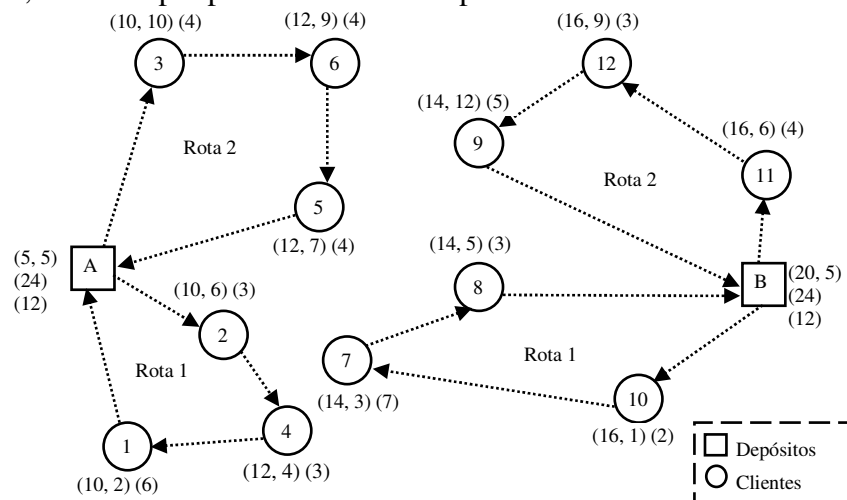 (10, 10) (4)
3
(12, 9) (4)
6
Rota 2
5
(12, 7) (4)
A
(5, 5)
(24)
(12)
(10, 6) (3)
2
Rota 1
1
(10, 2) (6)
4
(12, 4) (3)
(16, 9) (3)
12
(14, 12) (5)
9
(16, 6) (4)
11
Rota 2
(14, 5) (3)
8
B
(20, 5)
(24)
(12)
7
(14, 3) (7)
Rota 1
10
(16, 1) (2)
Depósitos
Clientes